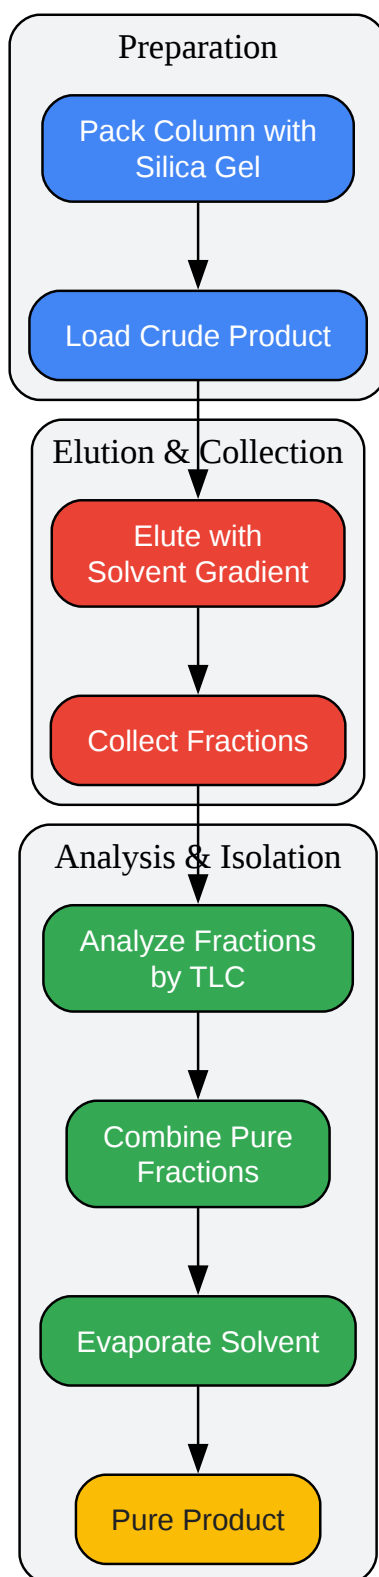 Preparation
Pack Column with
Silica Gel
Load Crude Product
Elution & Collection
Elute with
Solvent Gradient
Collect Fractions
Analysis & Isolation
Analyze Fractions
by TLC
Combine Pure
Fractions
Evaporate Solvent
Pure Product